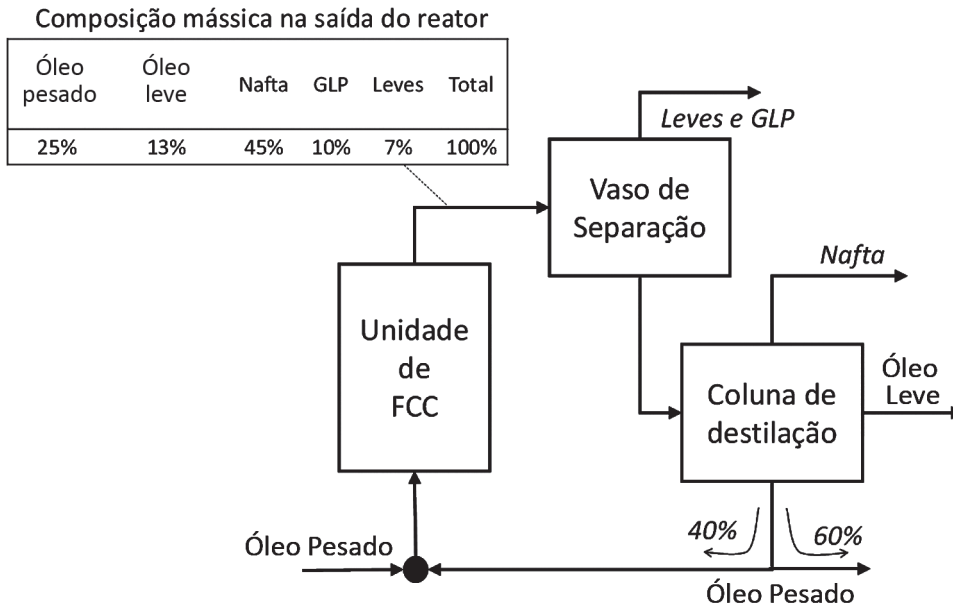 Composição mássica na saída do reator
Óleo pesado Óleo leve Nafta GLP Leves Total
25% 13% 45% 10% 7% 100%
Leves e GLP
Vaso de
Separação
Nafta
Unidade
de
FCC
Óleo
Leve
Coluna de
destilação
40% 60%
Óleo Pesado
Óleo Pesado